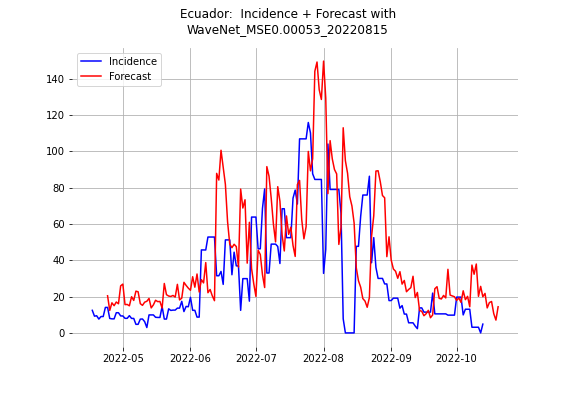 Ecuador:  Incidence + Forecast with
WaveNet_MSE0.00053_20220815
Incidence
Forecast
140
120
100
80
60
40
20
0
2022-05 2022-06 2022-07 2022-08 2022-09 2022-10